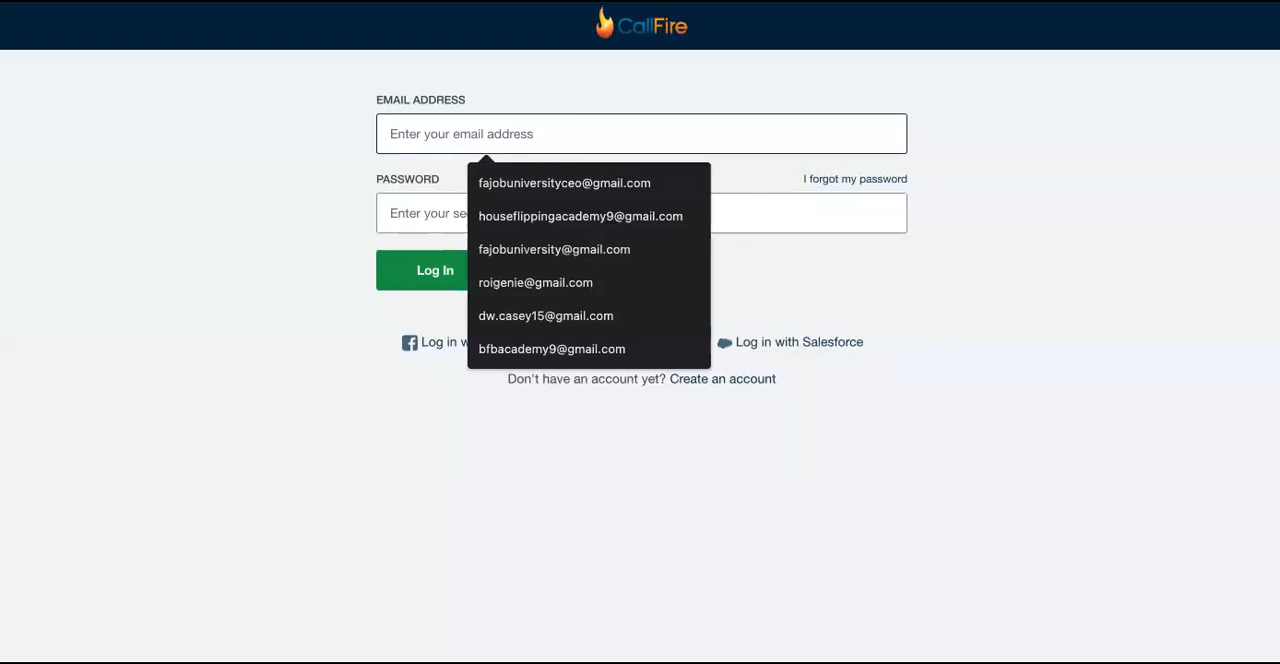 CallFire
EMAIL ADDRESS
Enter your email address
PASSWORD
I forgot my password
Enter your se
fajobuniversityceo@gmail.com
houseflippingacademy9@gmail.com
fajobuniversity@gmail.com
roigenie@gmail.com
dw.casey15@gmail.com
bfbacademy9@gmail.com
Log In
Log in w
Log in with Salesforce
Don't have an account yet? Create an account